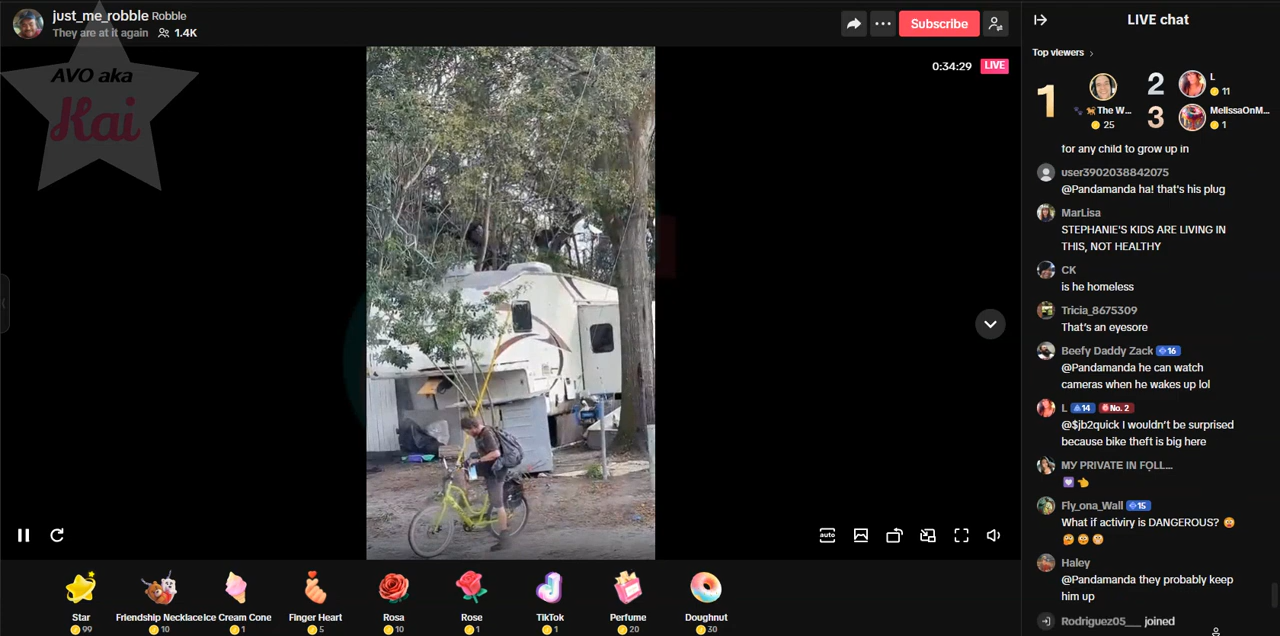 just_me_robble Robble
They are at it again 1.4K
Subscribe
AVO aka
Kai
0:34:29 LIVE
auto
Star
99
Friendship Necklace
10
Ice Cream Cone
1
Finger Heart
5
Rosa
10
Rose
1
TikTok
1
Perfume
20
Doughnut
30
LIVE chat
Top viewers
1
The W...
25
2
L
11
3
MelissaOnM...
1
for any child to grow up in
user3902038842075
@Pandamanda ha! that's his plug
MarLisa
STEPHANIE'S KIDS ARE LIVING IN
THIS, NOT HEALTHY
CK
is he homeless
Tricia_8675309
That's an eyesore
Beefy Daddy Zack 16
@Pandamanda he can watch
cameras when he wakes up lol
L 14 No. 2
@$jb2quick I wouldn't be surprised
because bike theft is big here
MY PRIVATE IN FOLL...
Fly_ona_Wall 15
What if activiry is DANGEROUS?
Haley
@Pandamanda they probably keep
him up
Rodriguez05___ joined